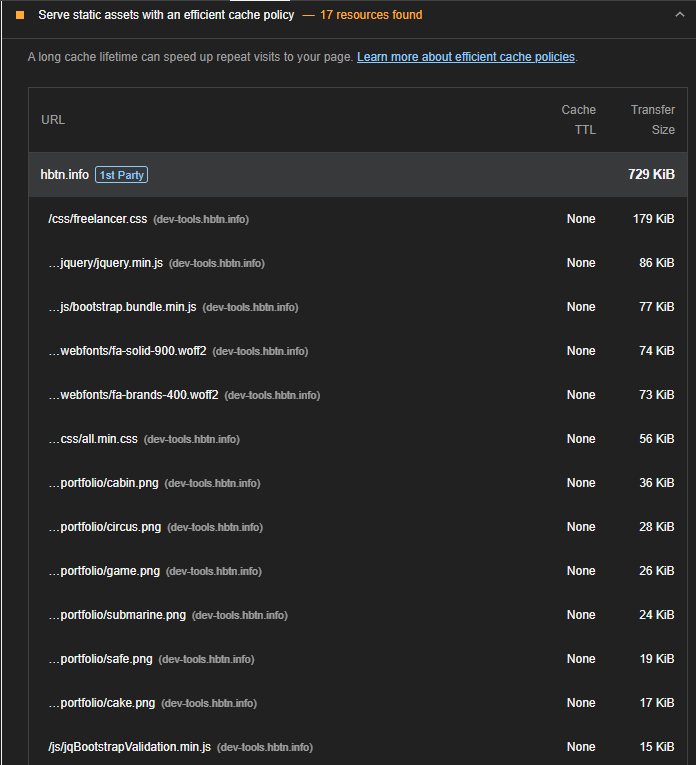 Serve static assets with an efficient cache policy — 17 resources found
A long cache lifetime can speed up repeat visits to your page. Learn more about efficient cache policies.
URL Cache TTL Transfer Size
hbtn.info 1st Party 729 KiB
/css/freelancer.css (dev-tools.hbtn.info) None 179 KiB
…jquery/jquery.min.js (dev-tools.hbtn.info) None 86 KiB
…js/bootstrap.bundle.min.js (dev-tools.hbtn.info) None 77 KiB
…webfonts/fa-solid-900.woff2 (dev-tools.hbtn.info) None 74 KiB
…webfonts/fa-brands-400.woff2 (dev-tools.hbtn.info) None 73 KiB
…css/all.min.css (dev-tools.hbtn.info) None 56 KiB
…portfolio/cabin.png (dev-tools.hbtn.info) None 36 KiB
…portfolio/circus.png (dev-tools.hbtn.info) None 28 KiB
…portfolio/game.png (dev-tools.hbtn.info) None 26 KiB
…portfolio/submarine.png (dev-tools.hbtn.info) None 24 KiB
…portfolio/safe.png (dev-tools.hbtn.info) None 19 KiB
…portfolio/cake.png (dev-tools.hbtn.info) None 17 KiB
/js/jqBootstrapValidation.min.js (dev-tools.hbtn.info) None 15 KiB